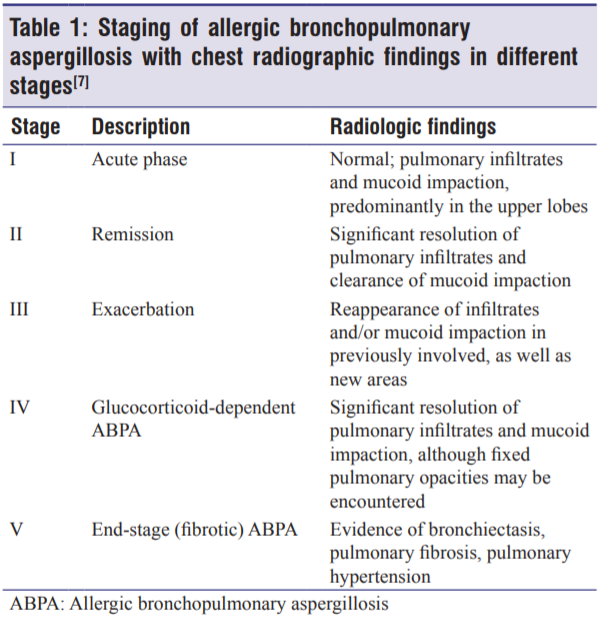 Table 1: Staging of allergic bronchopulmonary
aspergillosis with chest radiographic findings in different
stages[7]
Stage Description Radiologic findings
I Acute phase Normal; pulmonary infiltrates
and mucoid impaction,
predominantly in the upper lobes
II Remission Significant resolution of
pulmonary infiltrates and
clearance of mucoid impaction
III Exacerbation Reappearance of infiltrates
and/or mucoid impaction in
previously involved, as well as
new areas
IV Glucocorticoid-dependent Significant resolution of
ABPA pulmonary infiltrates and mucoid
impaction, although fixed
pulmonary opacities may be
encountered
V End-stage (fibrotic) ABPA Evidence of bronchiectasis,
pulmonary fibrosis, pulmonary
hypertension
ABPA: Allergic bronchopulmonary aspergillosis